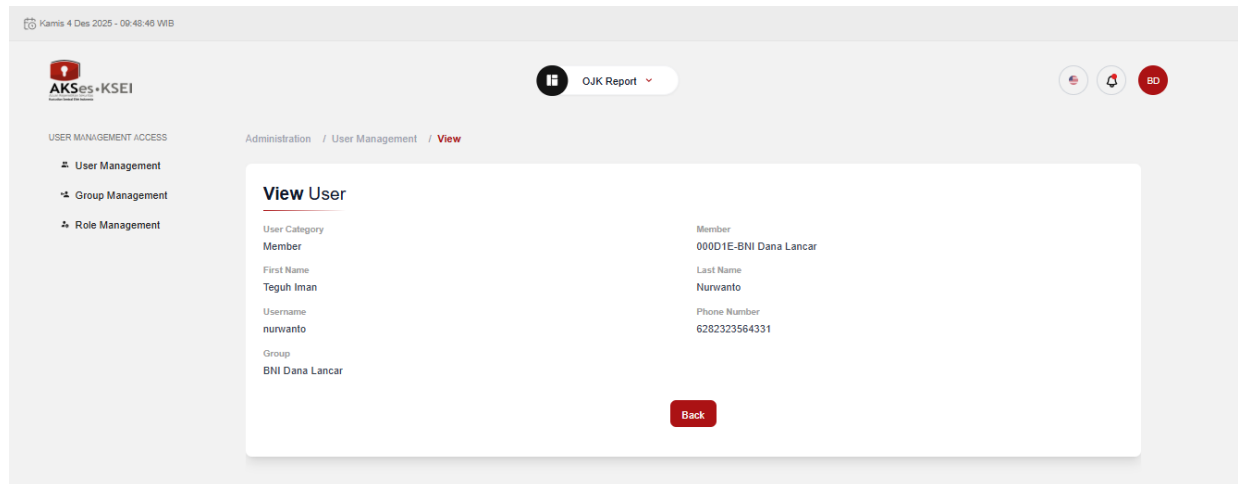 Kamis 4 Des 2025 - 09:48:46 WIB
AKSes•KSEI
OJK Report
BD
USER MANAGEMENT ACCESS
User Management
Group Management
Role Management
Administration / User Management / View
View User
User Category
Member
Member
000D1E-BNI Dana Lancar
First Name
Teguh Iman
Last Name
Nurwanto
Username
nurwanto
Phone Number
6282323564331
Group
BNI Dana Lancar
Back